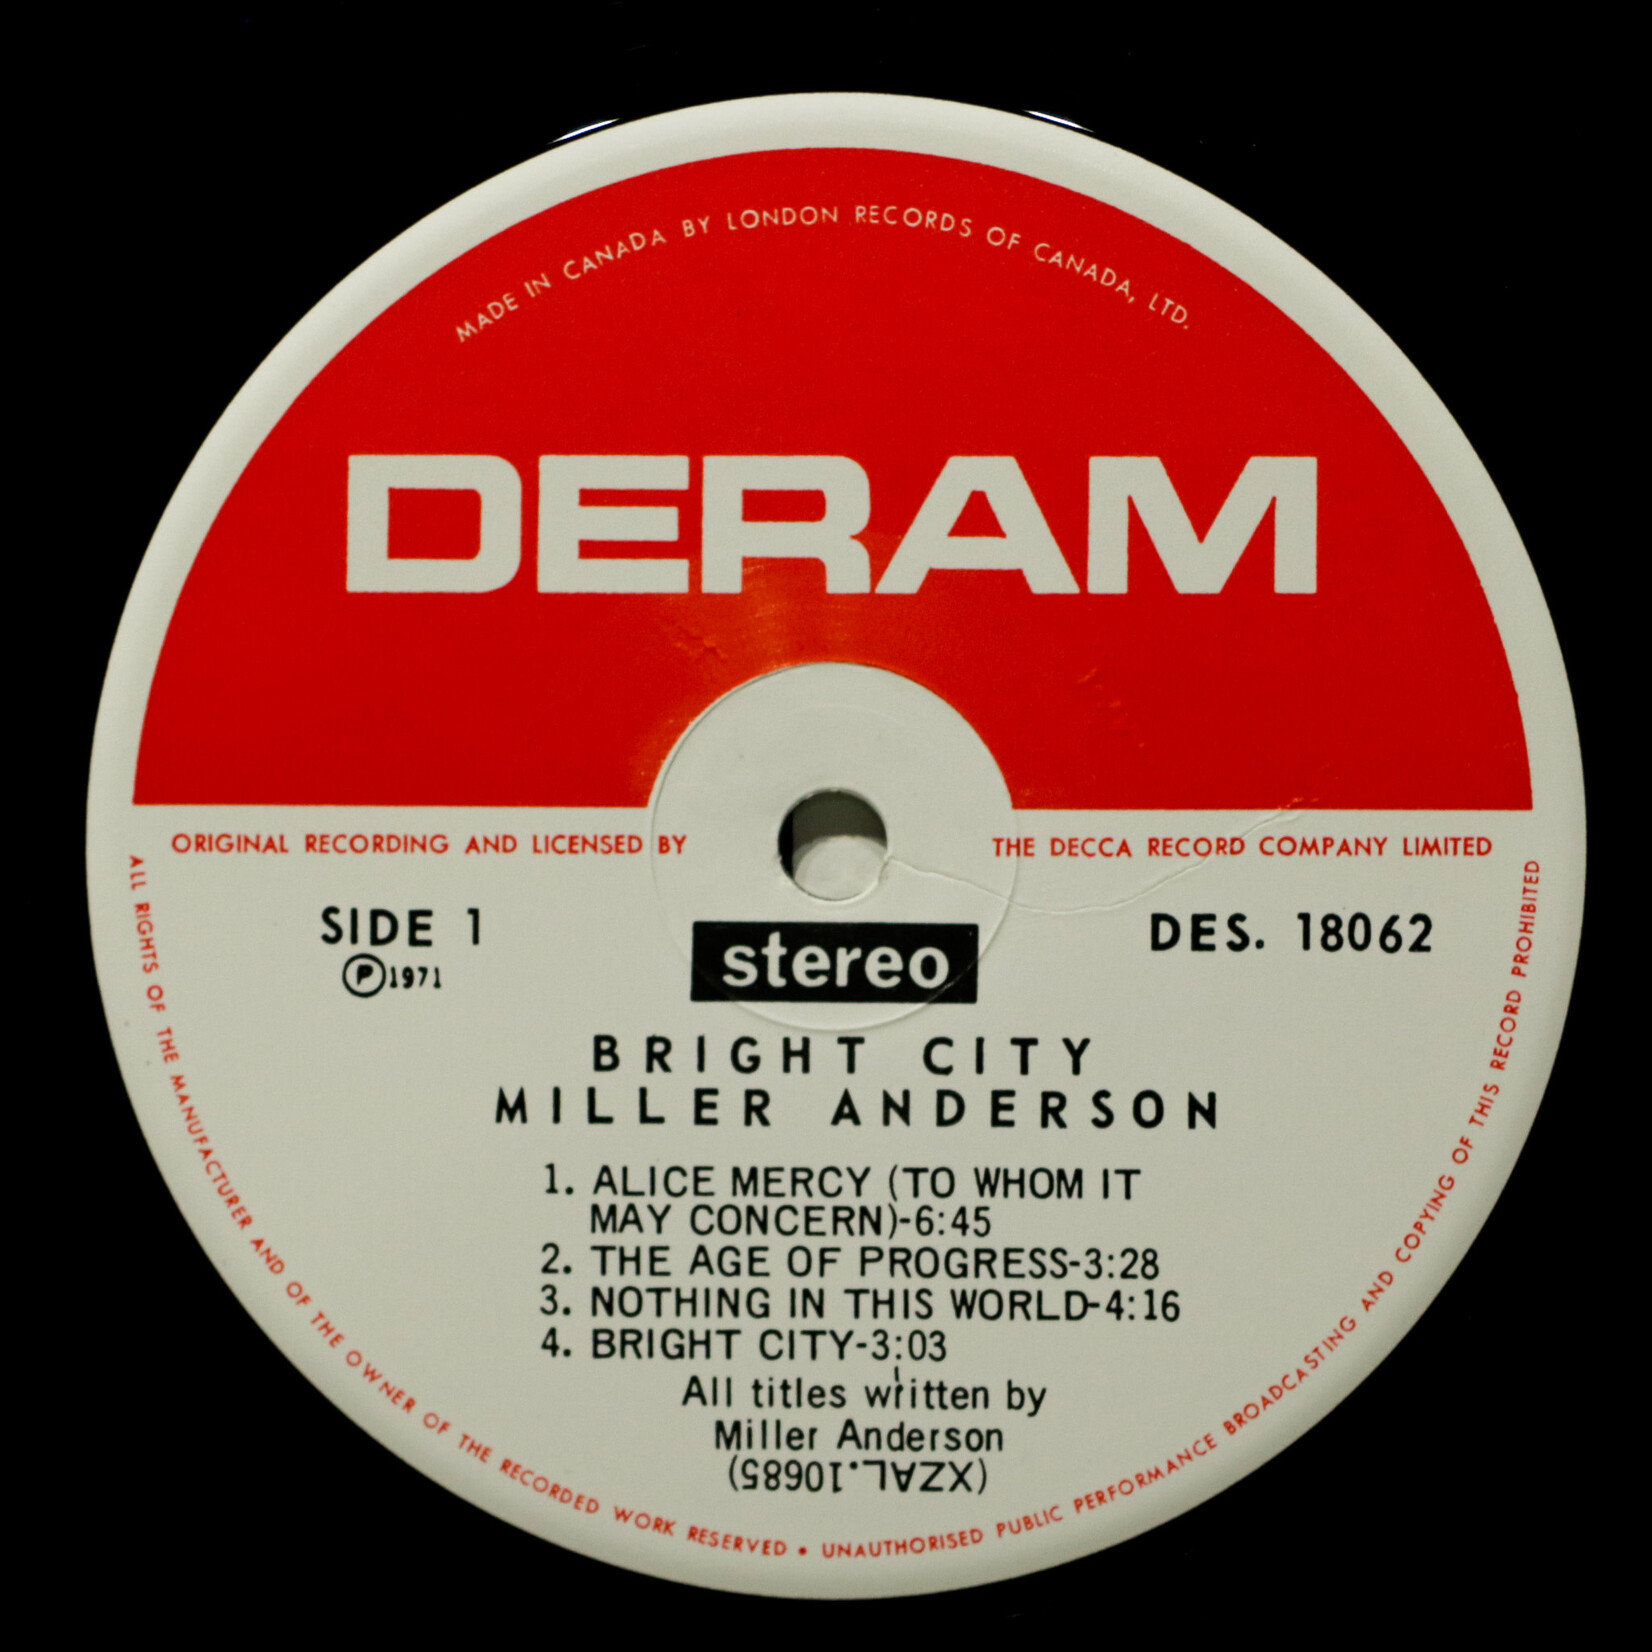 MADE IN CANADA BY LONDON RECORDS OF CANADA, LTD.
DERAM
ORIGINAL RECORDING AND LICENSED BY THE DECCA RECORD COMPANY LIMITED
SIDE 1
Ⓟ1971
stereo
DES. 18062
BRIGHT CITY
MILLER ANDERSON
1. ALICE MERCY (TO WHOM IT
MAY CONCERN)-6:45
2. THE AGE OF PROGRESS-3:28
3. NOTHING IN THIS WORLD-4:16
4. BRIGHT CITY-3:03
All titles written by
Miller Anderson
(XZAL.10685)
ALL RIGHTS OF THE MANUFACTURER AND OF THE OWNER OF THE RECORDED WORK RESERVED • UNAUTHORISED PUBLIC PERFORMANCE BROADCASTING AND COPYING OF THIS RECORD PROHIBITED